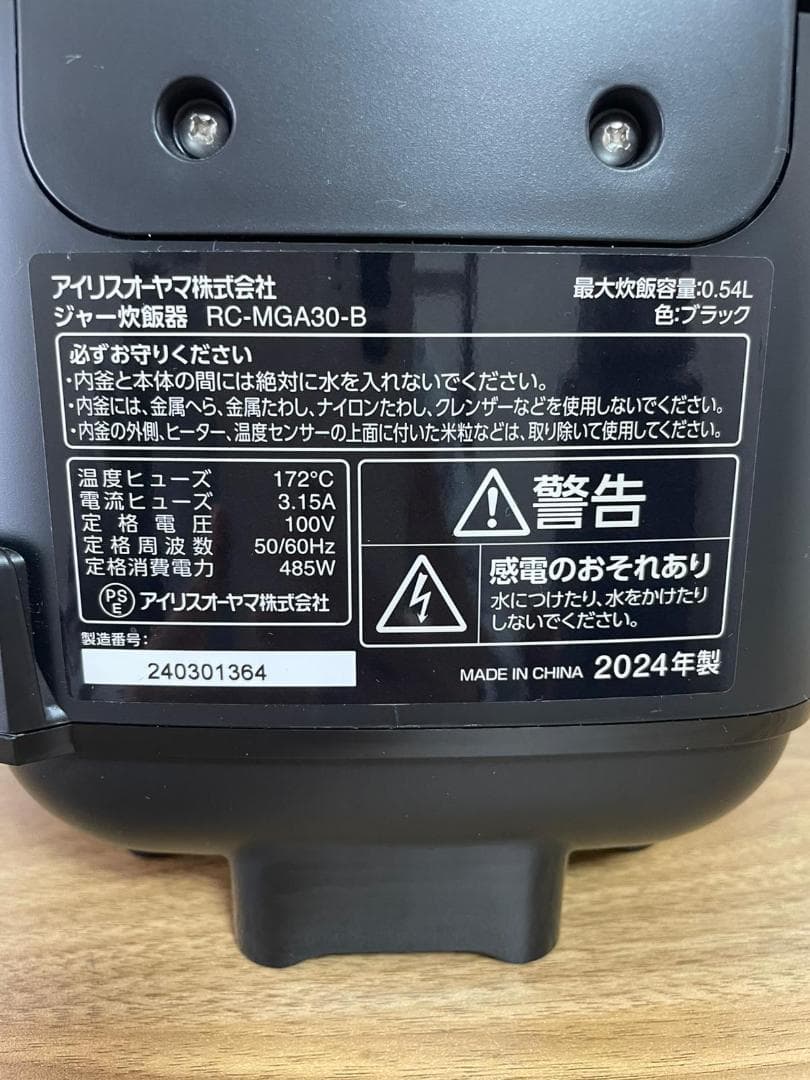 アイリスオーヤマ株式会社
最大炊飯容量:0.54L
ジャー炊飯器 RC-MGA30-B
色:ブラック
必ずお守りください
・内釜と本体の間には絶対に水を入れないでください。
・内釜には、金属へら、金属たわし、ナイロンたわし、クレンザーなどを使用しないでください。
・内釜の外側、ヒーター、温度センサーの上面に付いた米粒などは、取り除いて使用してください。
温度ヒューズ 172℃
電流ヒューズ 3.15A
定格電圧 100V
定格周波数 50/60Hz
定格消費電力 485W
PSE アイリスオーヤマ株式会社
警告
感電のおそれあり
水につけたり、水をかけたり
しないでください。
製造番号:
240301364
MADE IN CHINA 2024年製